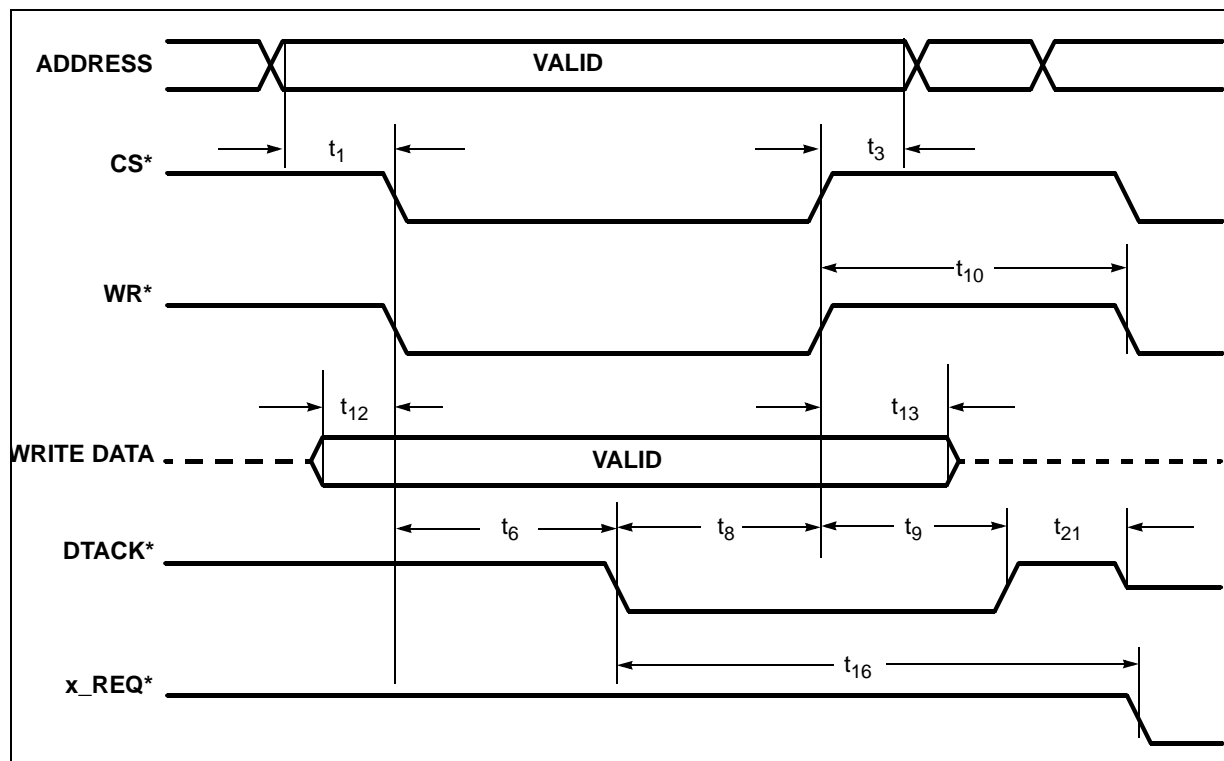 ADDRESS
VALID
CS*
t1
t3
WR*
t10
t12
t13
WRITE DATA
VALID
t6
t8
t9
t21
DTACK*
t16
x_REQ*